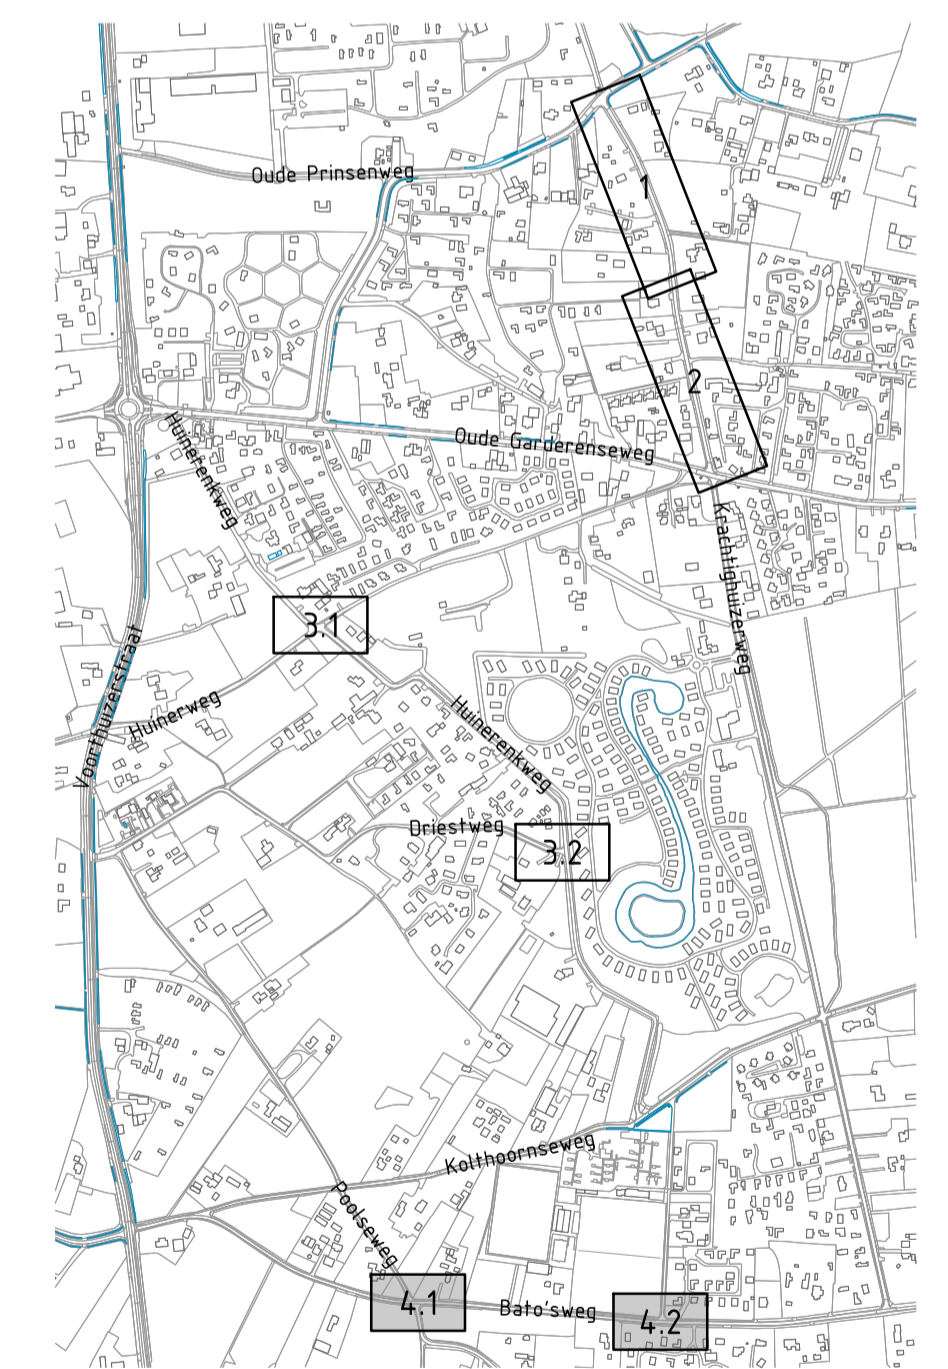 Oude Prinsenweg
1
2
Huinerenkweg
Oude Garderenseweg
Krachtighuizerweg
3.1
Voorthuizerstraat
Huinerweg
Huinerenkweg
Driestweg
3.2
Kolthoornseweg
Poolseweg
4.1
Bato'sweg
4.2